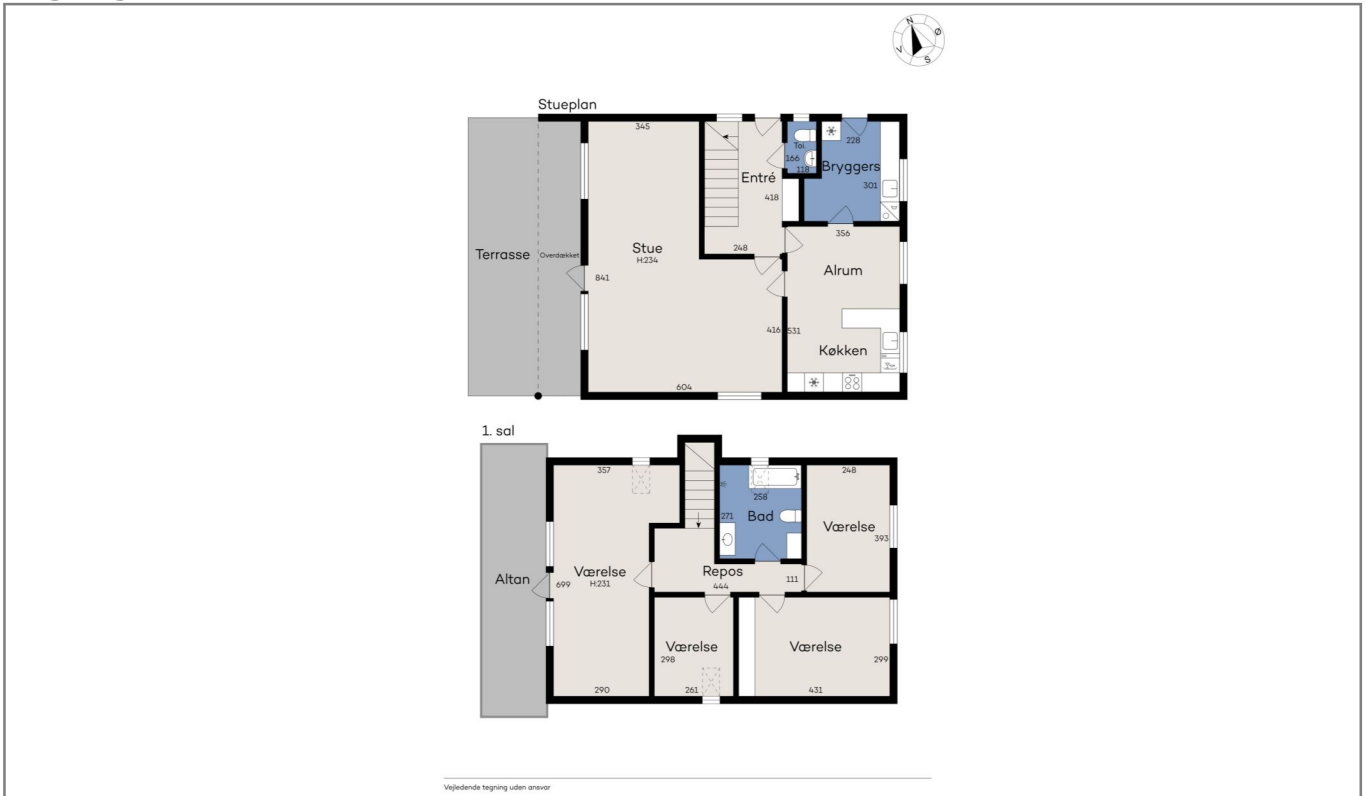 N
Ø
V
S
Stueplan
345
Toi.
166
118
228
Bryggers
301
Entré
418
248
356
Terrasse
Overdækket
841
Stue
H:234
Alrum
416
531
Køkken
604
1. sal
357
258
271
Bad
248
Værelse
393
Altan
699
Værelse
H:231
Repos
444
111
Værelse
298
261
Værelse
299
290
431
Vejledende tegning uden ansvar